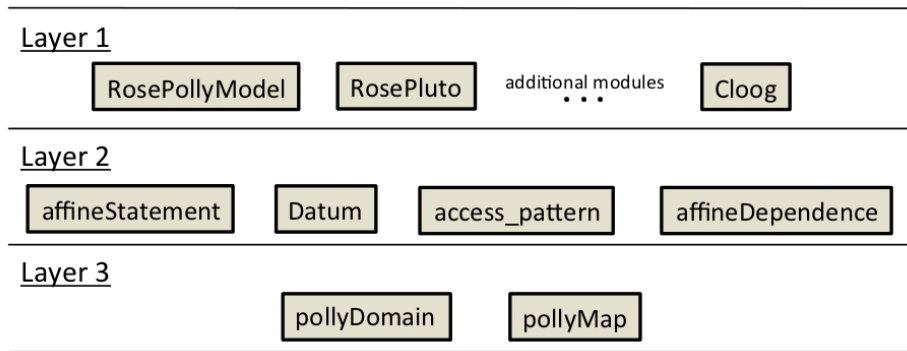 Layer 1
RosePollyModel RosePluto additional modules ... Cloog
Layer 2
affineStatement Datum access_pattern affineDependence
Layer 3
pollyDomain pollyMap